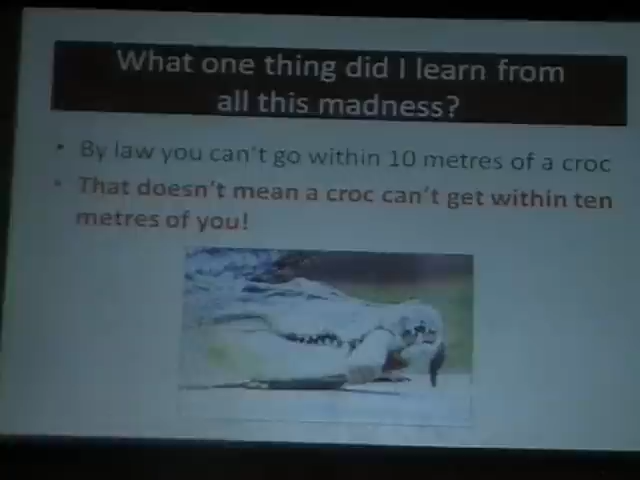 What one thing did I learn from
all this madness?
• By law you can't go within 10 metres of a croc
• That doesn't mean a croc can't get within ten
metres of you!